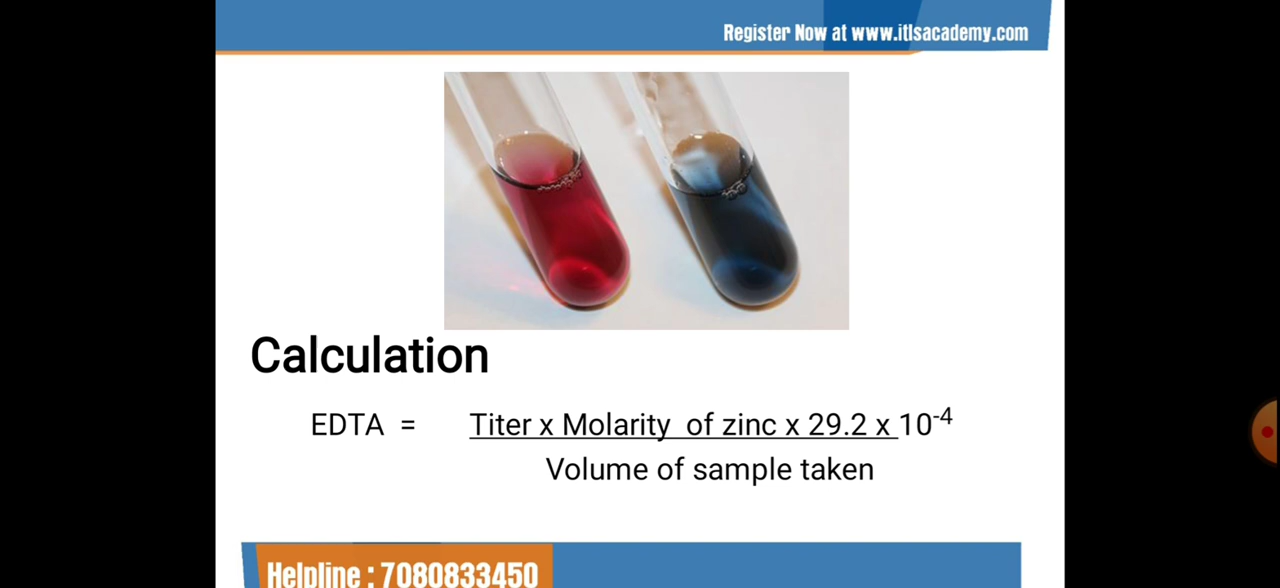 Register Now at www.itlsacademy.com
Calculation
EDTA = Titer x Molarity of zinc x 29.2 x 10⁻⁴
Volume of sample taken
Helpline : 7080833450